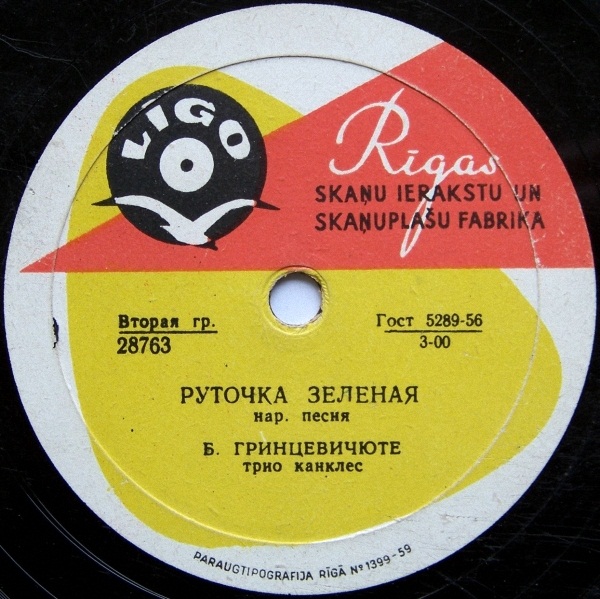 LĪGO
Rīgas
SKAŅU IERAKSTU UN
SKAŅUPLAŠU FABRIKA
Вторая гр.
28763
Гост 5289-56
3-00
РУТОЧКА ЗЕЛЕНАЯ
нар. песня
Б. ГРИНЦЕВИЧЮТЕ
трио канклес
PARAUGTIPOGRAFIJA RĪGĀ № 1399-59